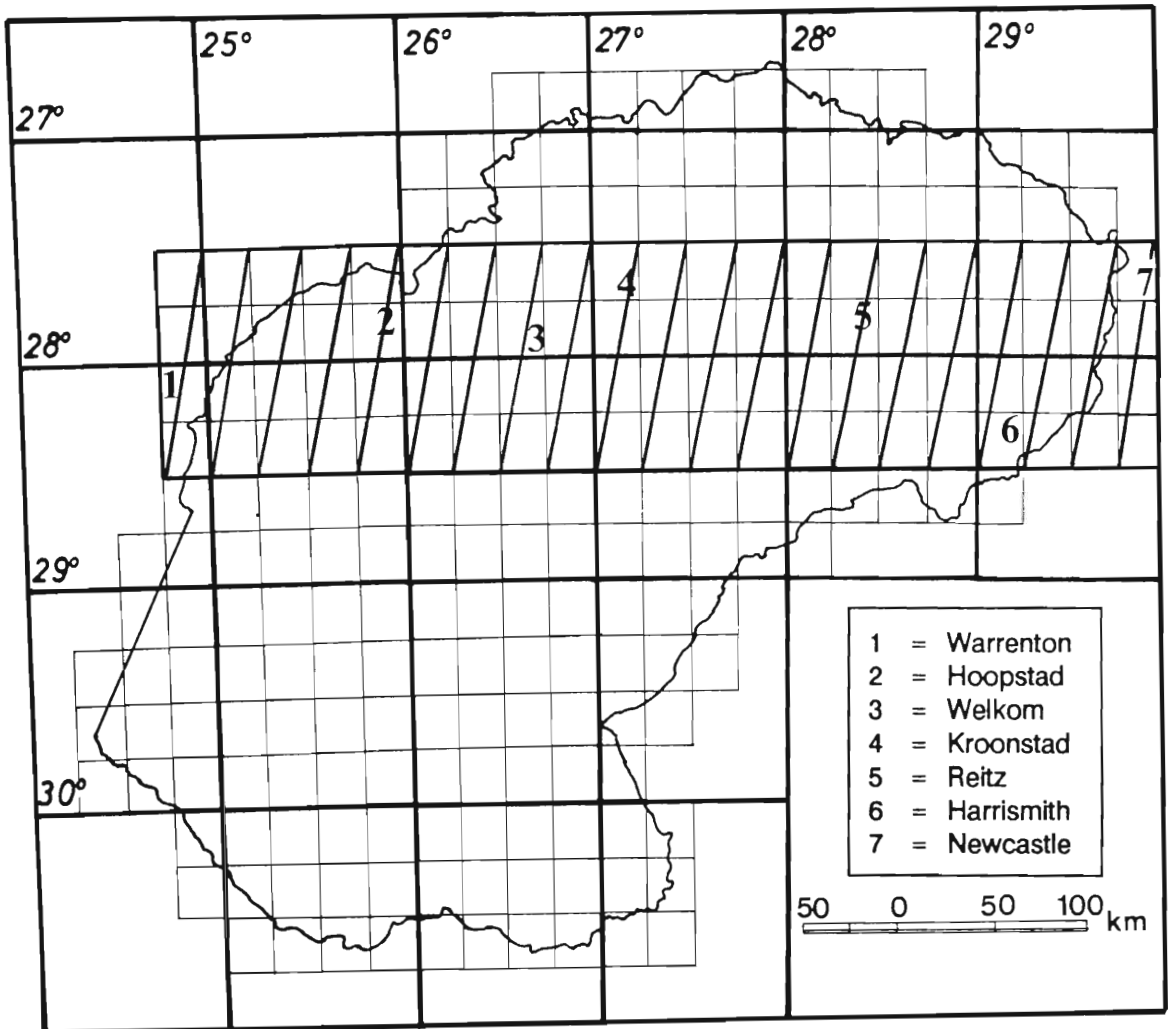 25° 26° 27° 28° 29°
27°
28°
29°
30°
1
2
3
4
5
6
7
1 = Warrenton
2 = Hoopstad
3 = Welkom
4 = Kroonstad
5 = Reitz
6 = Harrismith
7 = Newcastle
50 0 50 100 km